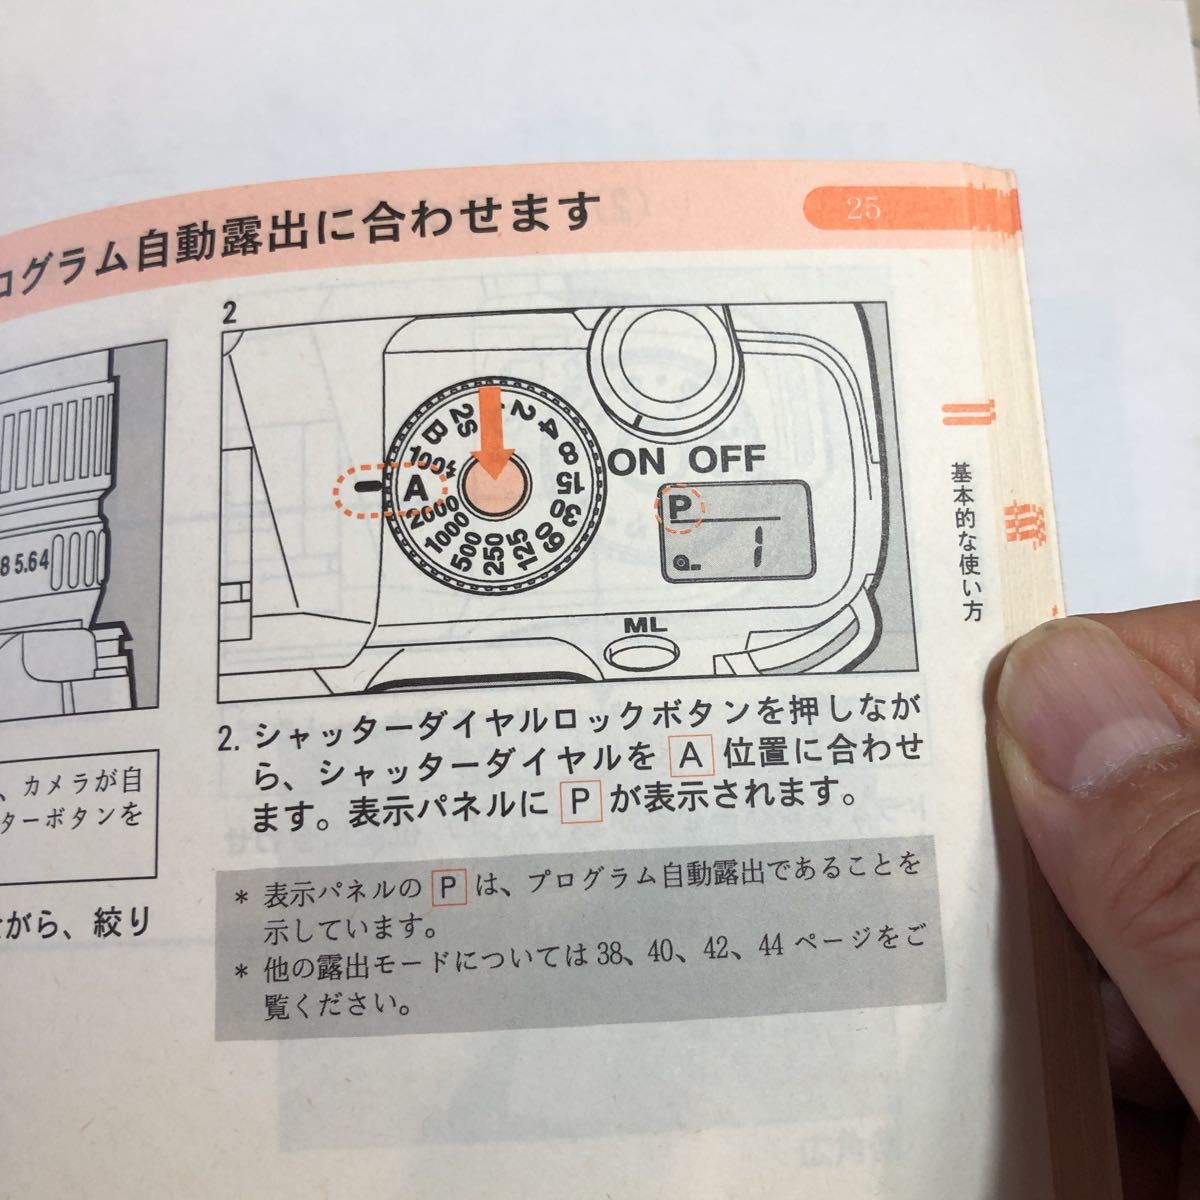 ログラム自動露出に合わせます
25
8 5.6 4
、カメラが自
ターボタンを
がら、絞り
2
A
2000
1000
500
250
125
60
30
15
8
4
2
2S
B
100
ON OFF
P
1
ML
2. シャッターダイヤルロックボタンを押しなが
ら、シャッターダイヤルを A 位置に合わせ
ます。表示パネルに P が表示されます。
* 表示パネルの P は、プログラム自動露出であることを
示しています。
* 他の露出モードについては 38、40、42、44 ページをご
覧ください。
基本的な使い方